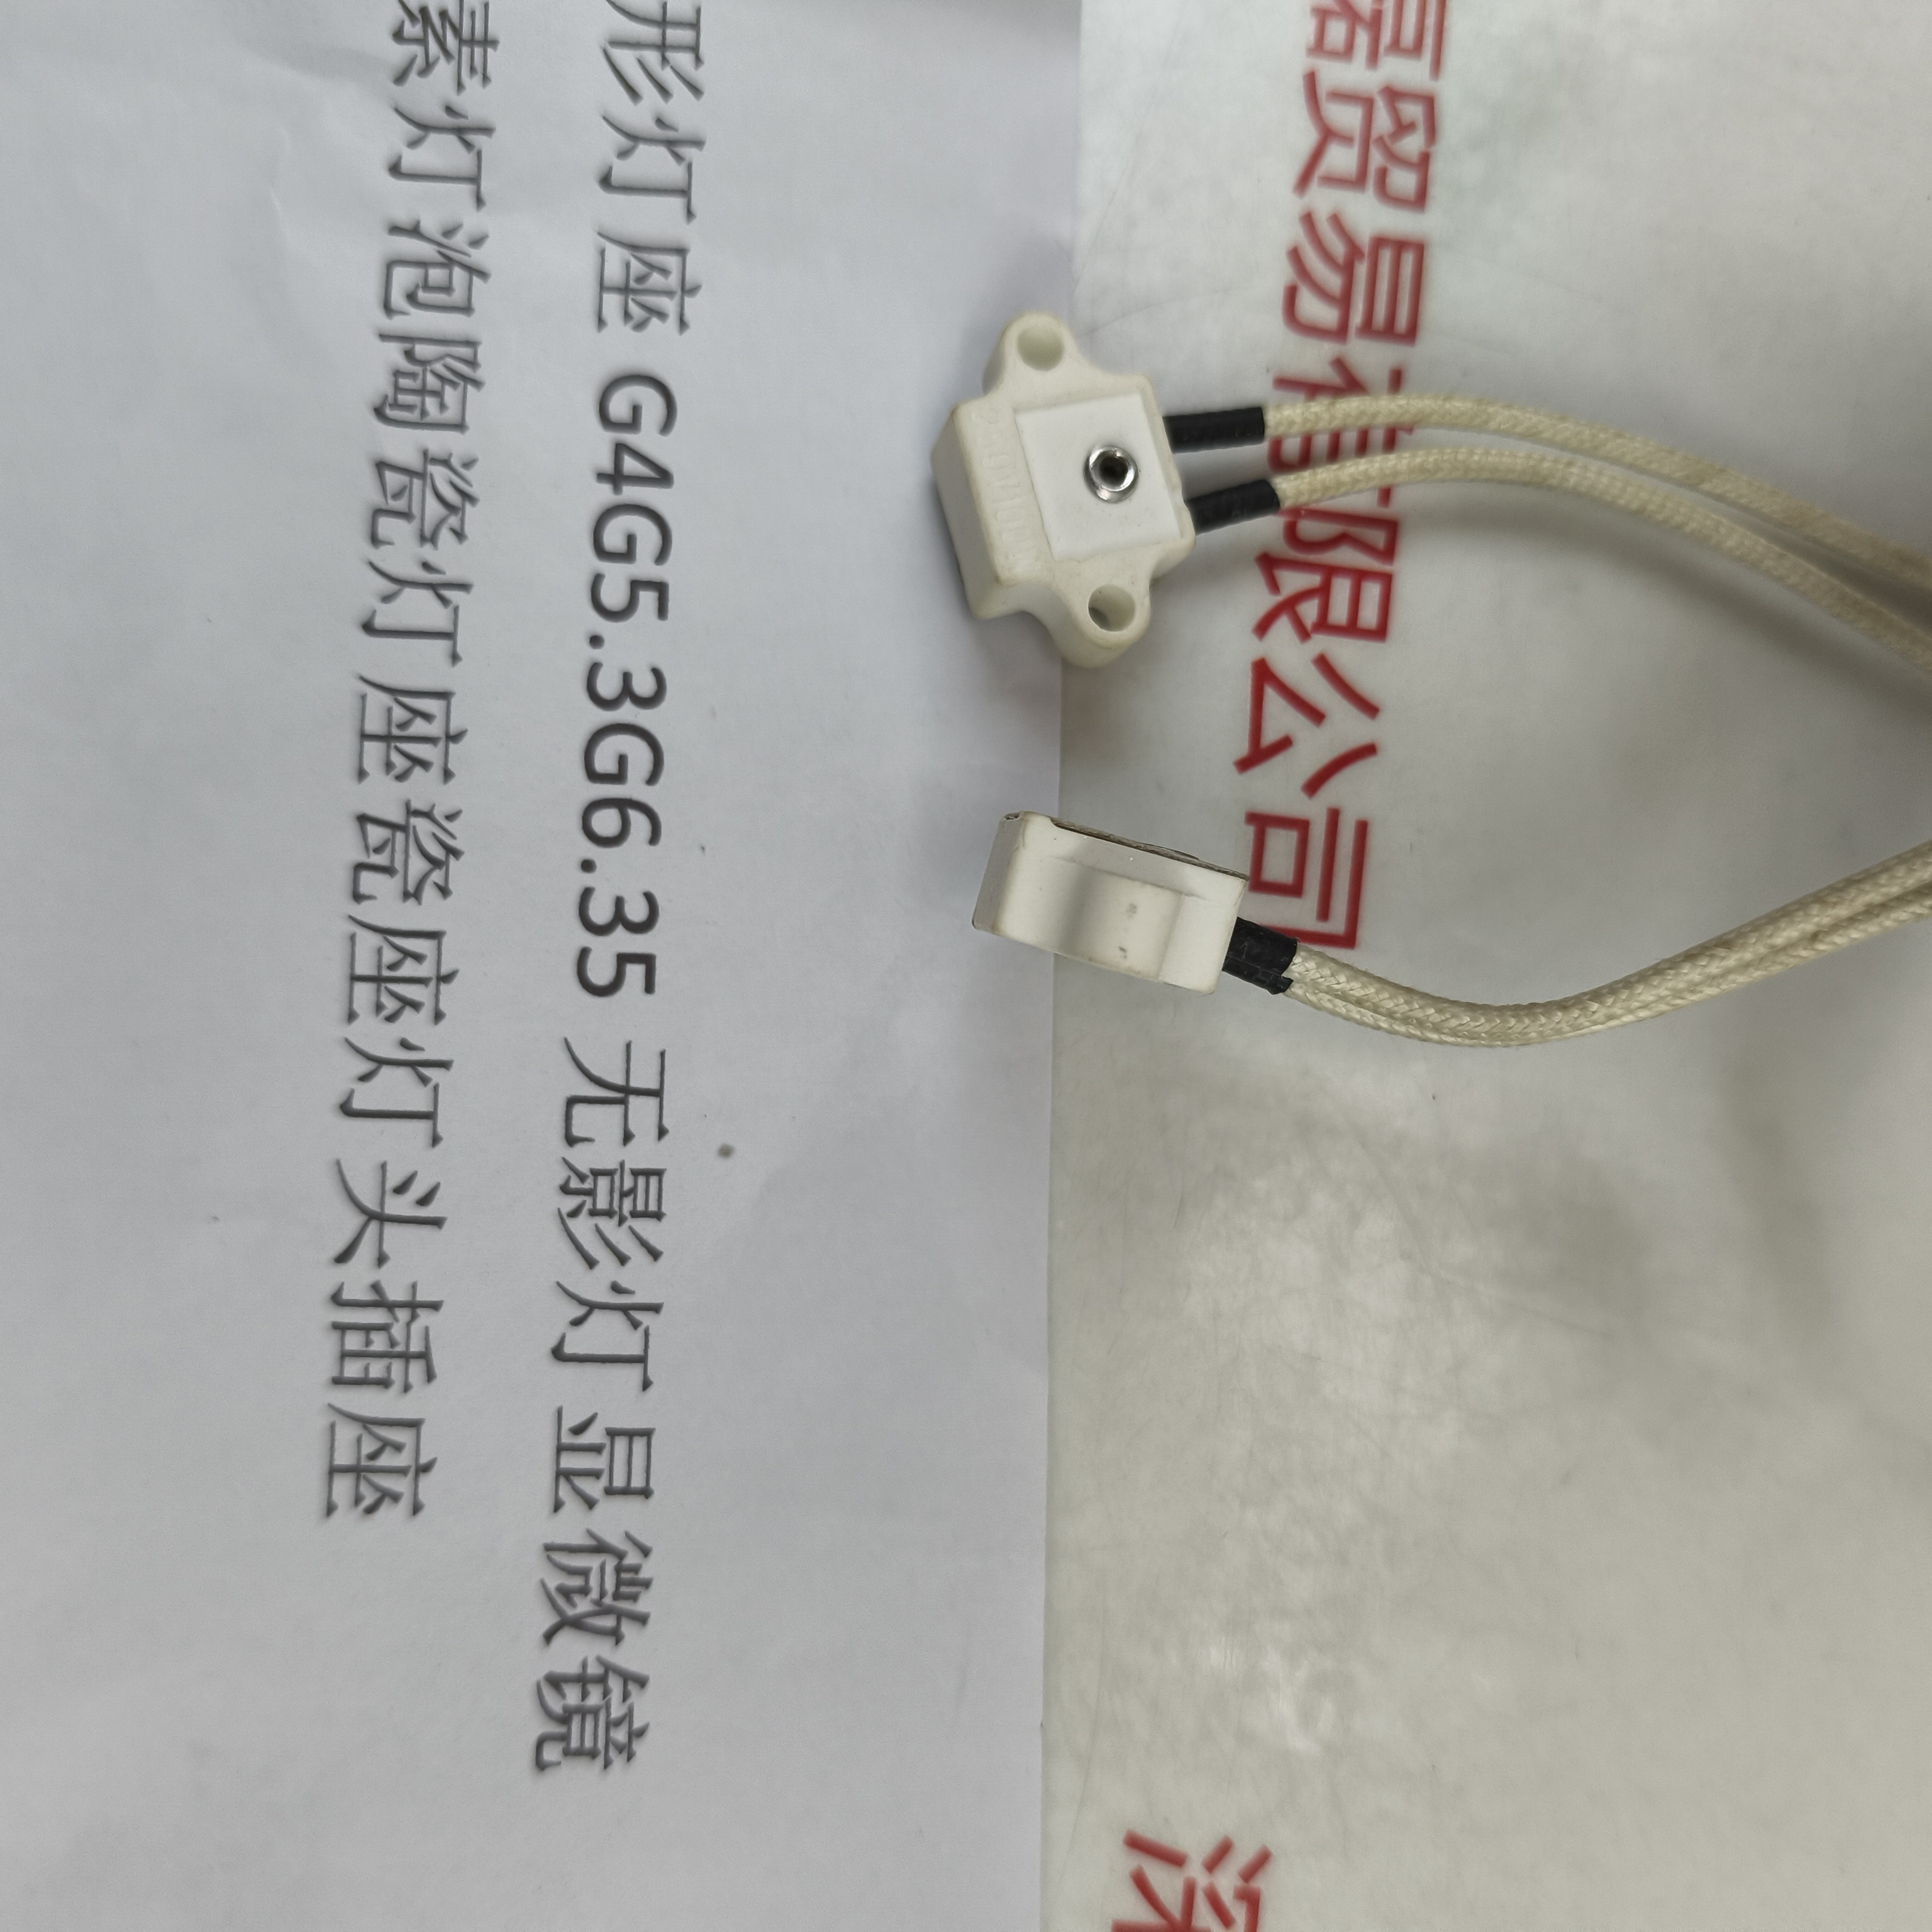 贸易有限公司
深
形灯座 G4G5.3G6.35 无影灯 显微镜
素灯泡陶瓷灯座瓷座灯头插座